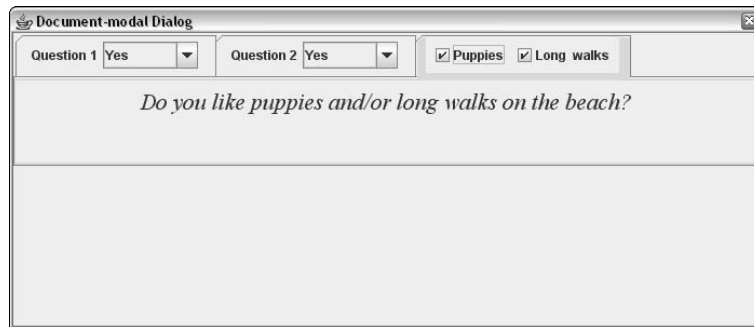 Document-modal Dialog
Question 1 Yes Question 2 Yes Puppies Long walks
Do you like puppies and/or long walks on the beach?